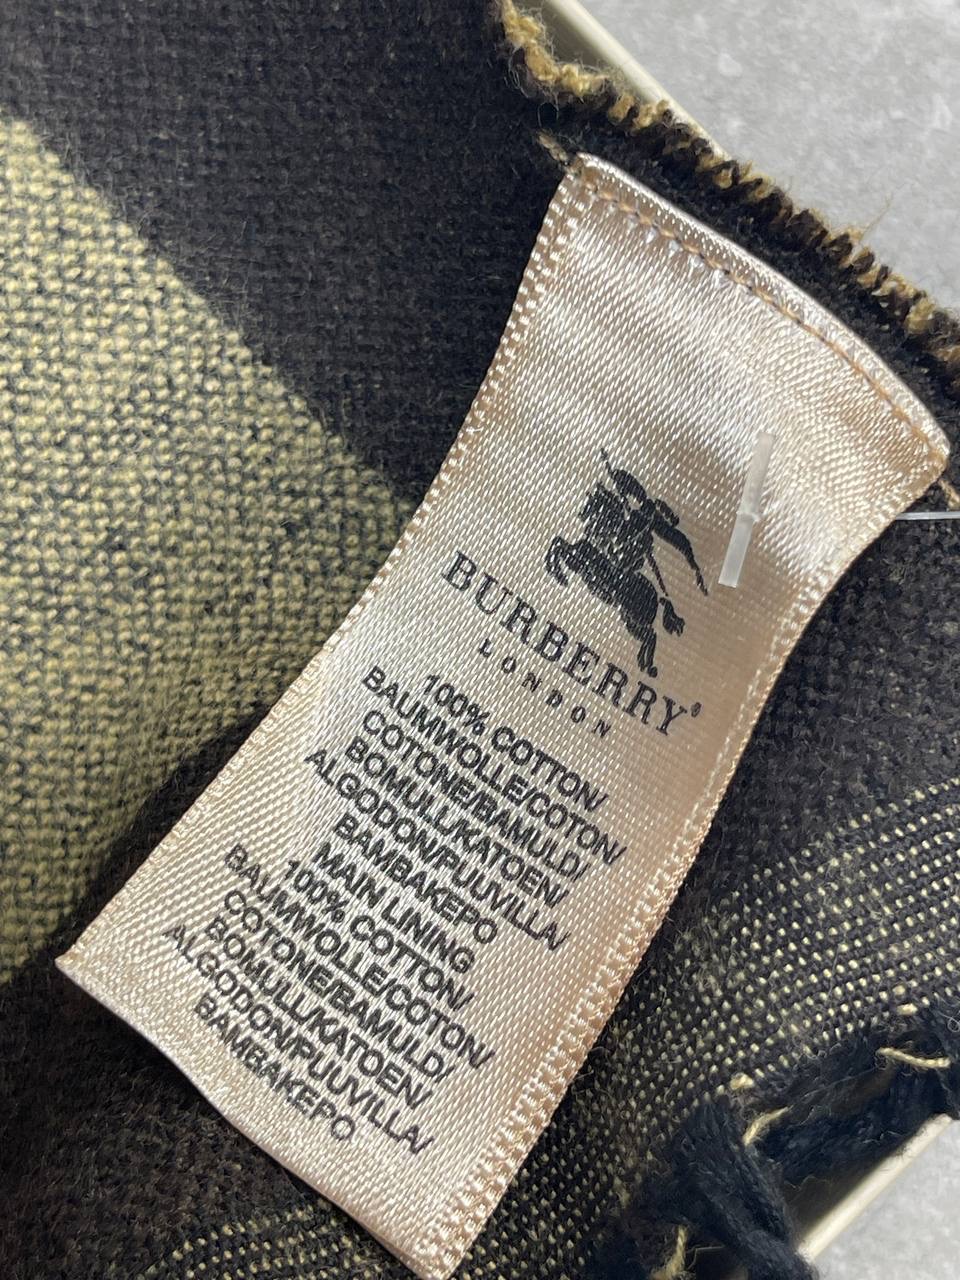 BURBERRY®
LONDON
100% COTTON/
BAUMWOLLE/COTON/
COTONE/BAMULD/
BOMULL/KATOEN/
ALGODON/PUUVILLA/
BAMBAKEPO
MAIN LINING
100% COTTON/
BAUMWOLLE/COTON/
COTONE/BAMULD/
BOMULL/KATOEN/
ALGODON/PUUVILLA/
BAMBAKEPO